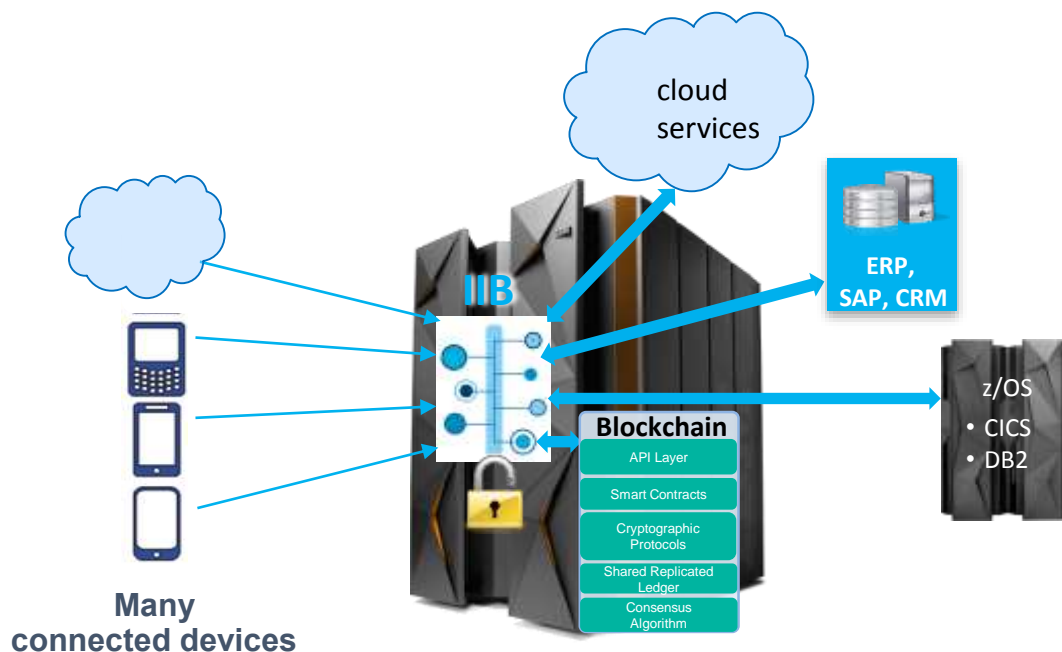 cloud
services
IIB
ERP,
SAP, CRM
z/OS
• CICS
• DB2
Blockchain
API Layer
Smart Contracts
Cryptographic
Protocols
Shared Replicated
Ledger
Consensus
Algorithm
Many
connected devices